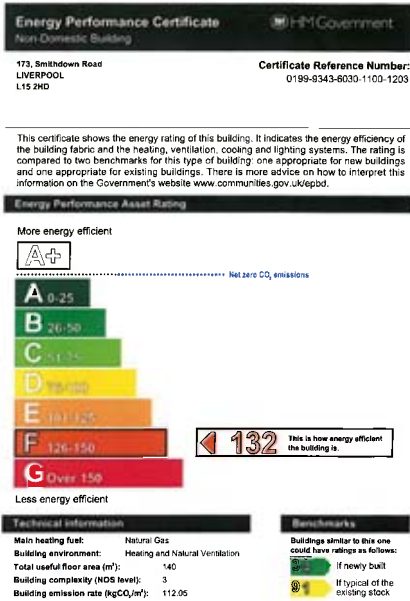 Energy Performance Certificate
Non-Domestic Building
HM Government
173, Smithdown Road
LIVERPOOL
L15 2HD
Certificate Reference Number:
0199-9343-6030-1100-1203
This certificate shows the energy rating of this building. It indicates the energy efficiency of
the building fabric and the heating, ventilation, cooling and lighting systems. The rating is
compared to two benchmarks for this type of building: one appropriate for new buildings
and one appropriate for existing buildings. There is more advice on how to interpret this
information on the Government's website www.communities.gov.uk/epbd.
Energy Performance Asset Rating
More energy efficient
A+
Net zero CO₂ emissions
A 0-25
B 26-50
C 51-75
D 76-100
E 101-125
F 126-150
132
This is how energy efficient
the building is.
G Over 150
Less energy efficient
Technical Information
Main heating fuel: Natural Gas
Building environment: Heating and Natural Ventilation
Total useful floor area (m²): 140
Building complexity (NOS level): 3
Building emission rate (kgCO₂/m²): 112.05
Benchmarks
Buildings similar to this one
could have ratings as follows:
If newly built
91
If typical of the
existing stock